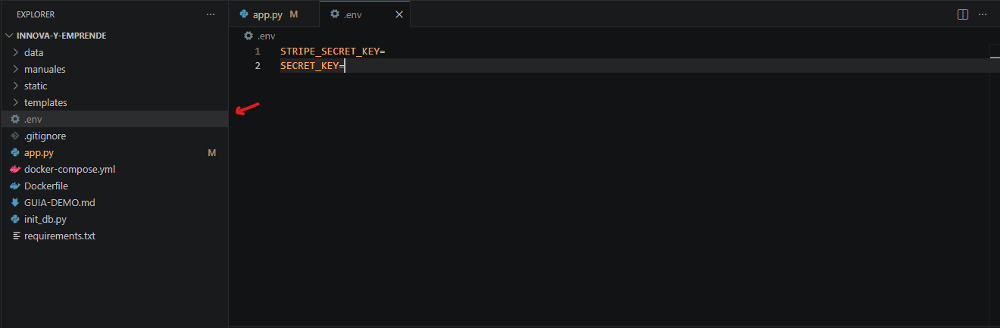 EXPLORER
INNOVA-Y-EMPRENDE
data
manuales
static
templates
.env
.gitignore
app.py M
docker-compose.yml
Dockerfile
GUIA-DEMO.md
init_db.py
requirements.txt
app.py M .env
.env
1 STRIPE_SECRET_KEY=
2 SECRET_KEY=